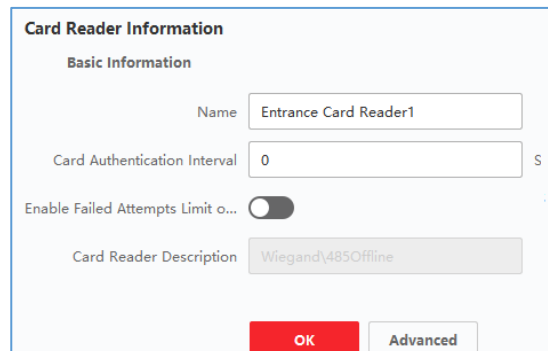 Card Reader Information
Basic Information
Name Entrance Card Reader1
Card Authentication Interval 0 S
Enable Failed Attempts Limit o...
Card Reader Description Wiegand\485Offline
OK Advanced